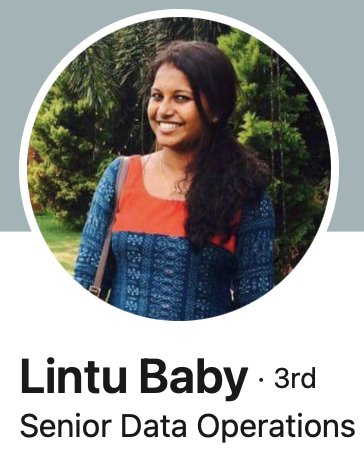 Lintu Baby · 3rd
Senior Data Operations